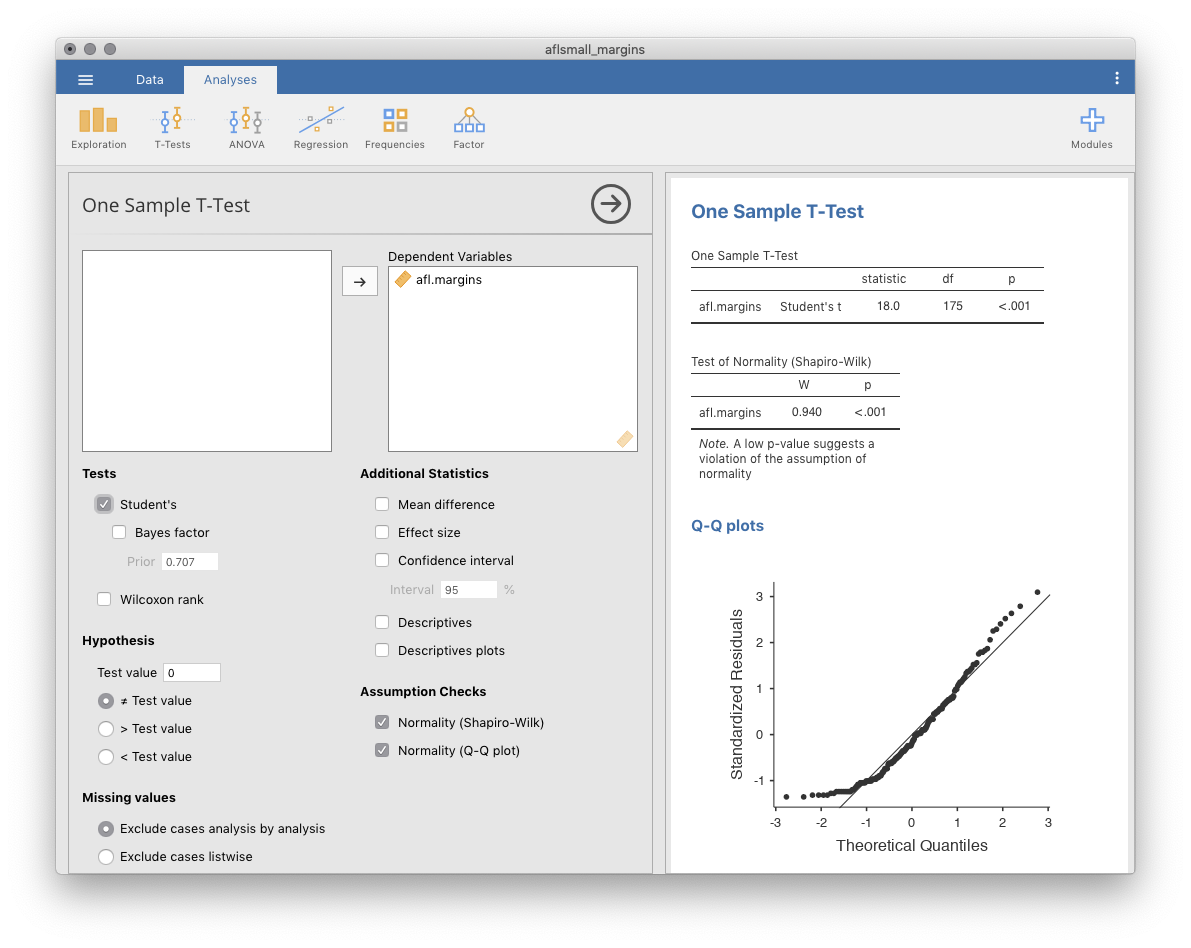 aflsmall_margins
Data Analyses
Exploration T-Tests ANOVA Regression Frequencies Factor Modules
One Sample T-Test
Dependent Variables
afl.margins
Tests
Student's
Bayes factor
Prior 0.707
Wilcoxon rank
Hypothesis
Test value 0
≠ Test value
> Test value
< Test value
Missing values
Exclude cases analysis by analysis
Exclude cases listwise
Additional Statistics
Mean difference
Effect size
Confidence interval
Interval 95 %
Descriptives
Descriptives plots
Assumption Checks
Normality (Shapiro-Wilk)
Normality (Q-Q plot)
One Sample T-Test
One Sample T-Test
statistic df p
afl.margins Student's t 18.0 175 <.001
Test of Normality (Shapiro-Wilk)
W p
afl.margins 0.940 <.001
Note. A low p-value suggests a
violation of the assumption of
normality
Q-Q plots
Standardized Residuals
3
2
1
0
-1
-3 -2 -1 0 1 2 3
Theoretical Quantiles